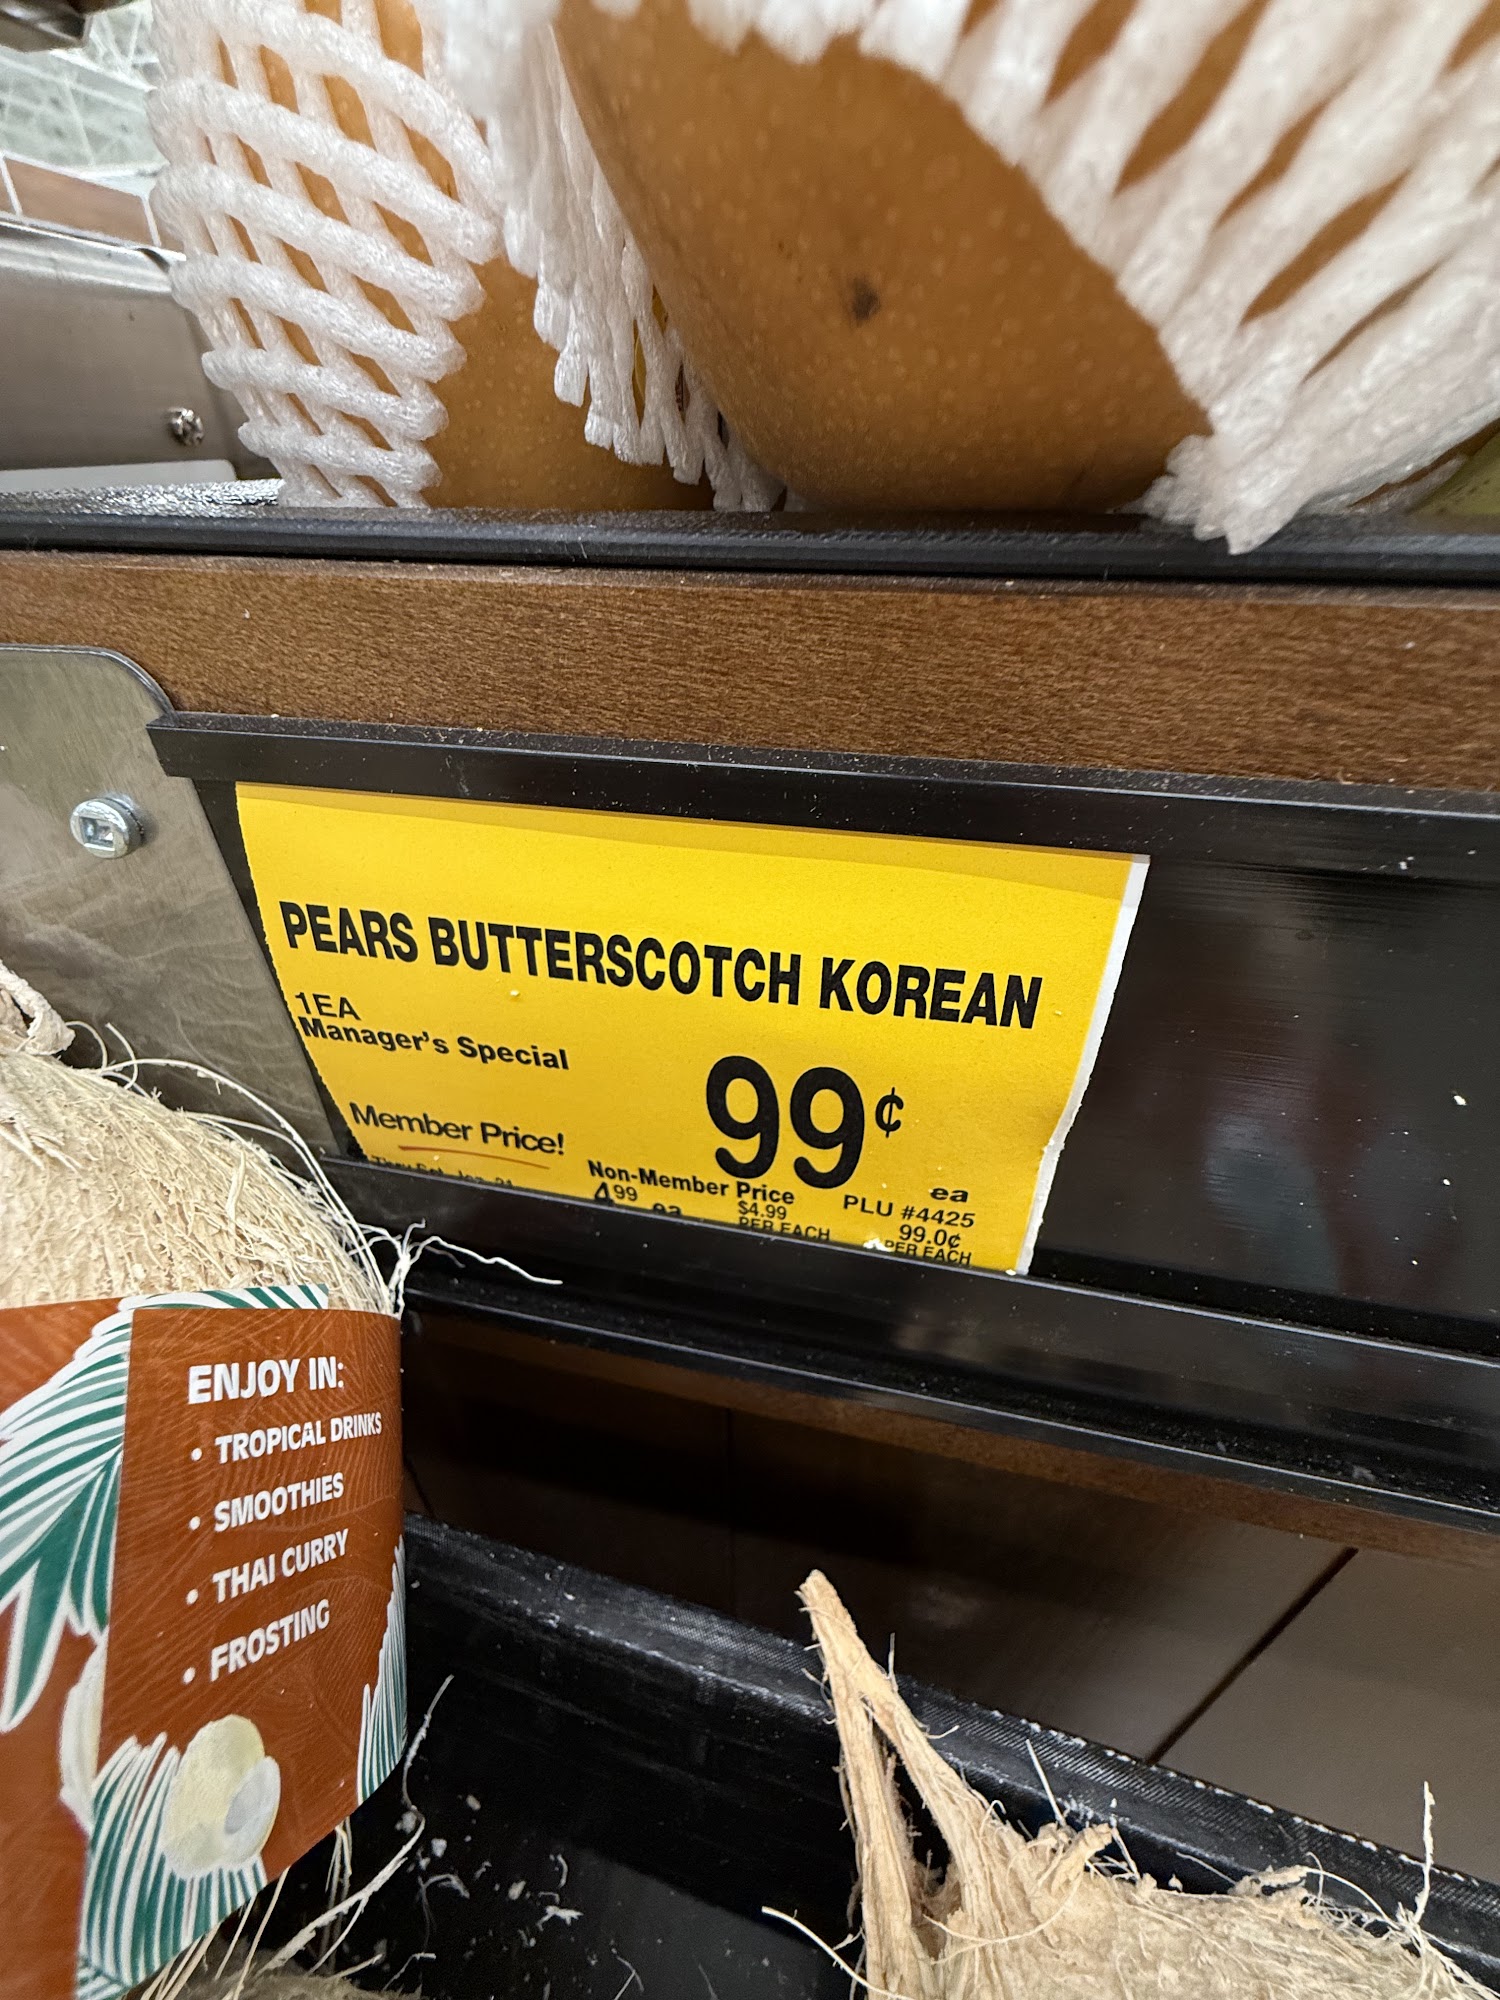 PEARS BUTTERSCOTCH KOREAN
1EA
Manager's Special
99¢
ea
Member Price!
Non-Member Price
4.99 ea
$4.99
PER EACH
PLU #4425
99.0¢
PER EACH
ENJOY IN:
• TROPICAL DRINKS
• SMOOTHIES
• THAI CURRY
• FROSTING